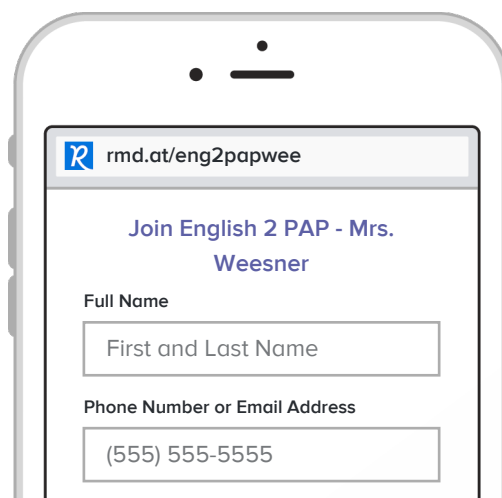 rmd.at/eng2papwee
Join English 2 PAP - Mrs.
Weesner
Full Name
First and Last Name
Phone Number or Email Address
(555) 555-5555